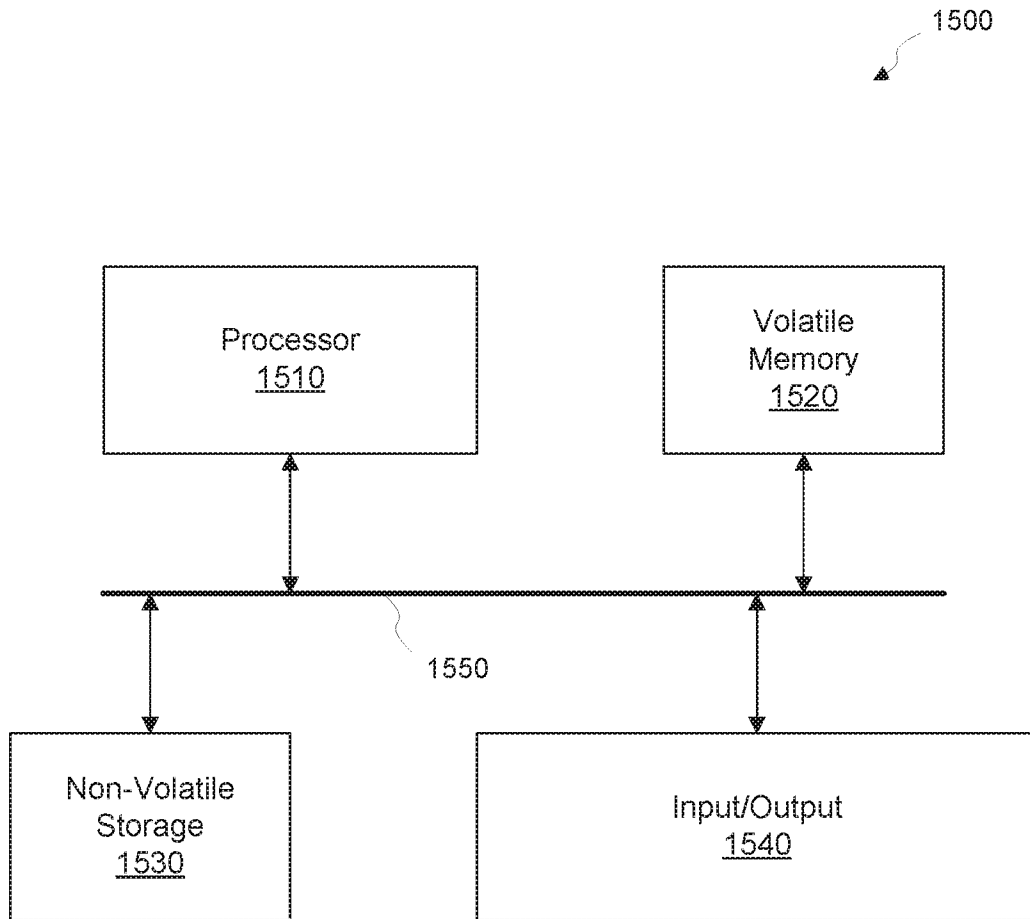 1500
Processor
1510
Volatile
Memory
1520
1550
Non-Volatile
Storage
1530
Input/Output
1540